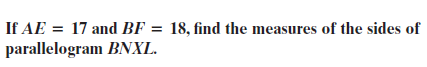 If AE = 17 and BF = 18, find the measures of the sides of
parallelogram BNXL.